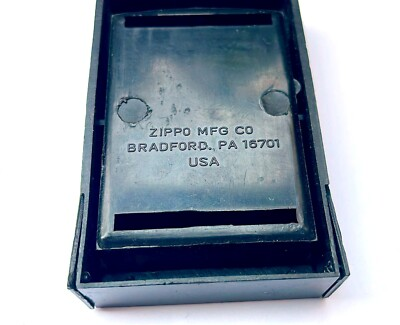 ZIPPO MFG CO
BRADFORD, PA 16701
USA